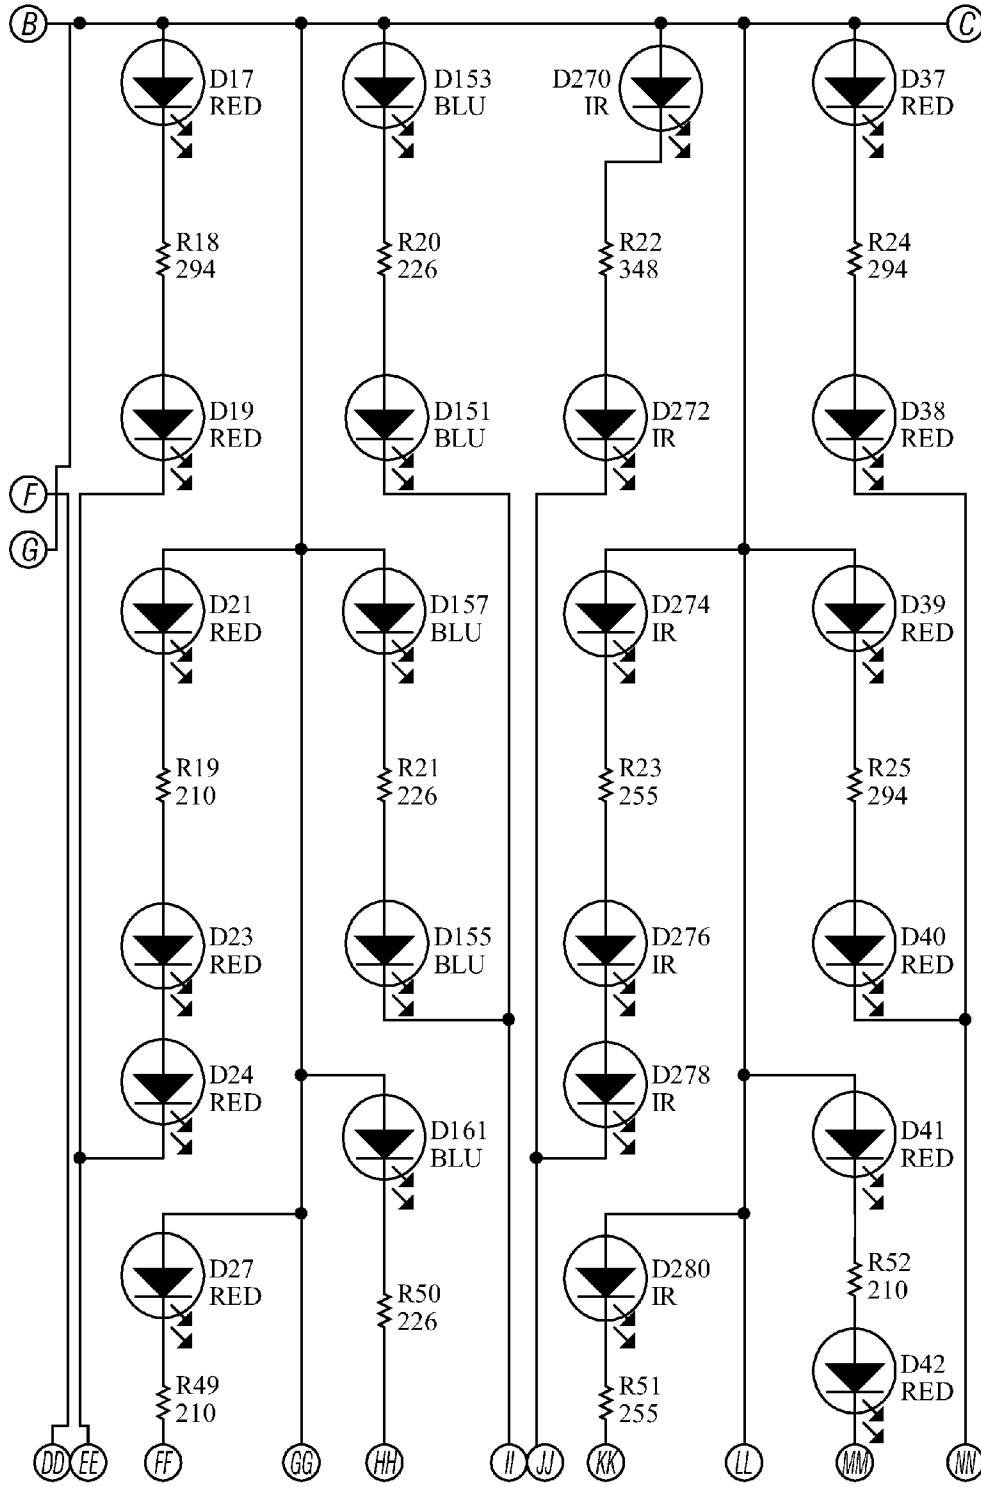 B
C
D17
RED
D153
BLU
D270
IR
D37
RED
R18
294
R20
226
R22
348
R24
294
D19
RED
D151
BLU
D272
IR
D38
RED
F
G
D21
RED
D157
BLU
D274
IR
D39
RED
R19
210
R21
226
R23
255
R25
294
D23
RED
D155
BLU
D276
IR
D40
RED
D24
RED
D161
BLU
D278
IR
D41
RED
D27
RED
R50
226
D280
IR
R52
210
R49
210
R51
255
D42
RED
DD
EE
FF
GG
HH
II
JJ
KK
LL
MM
NN